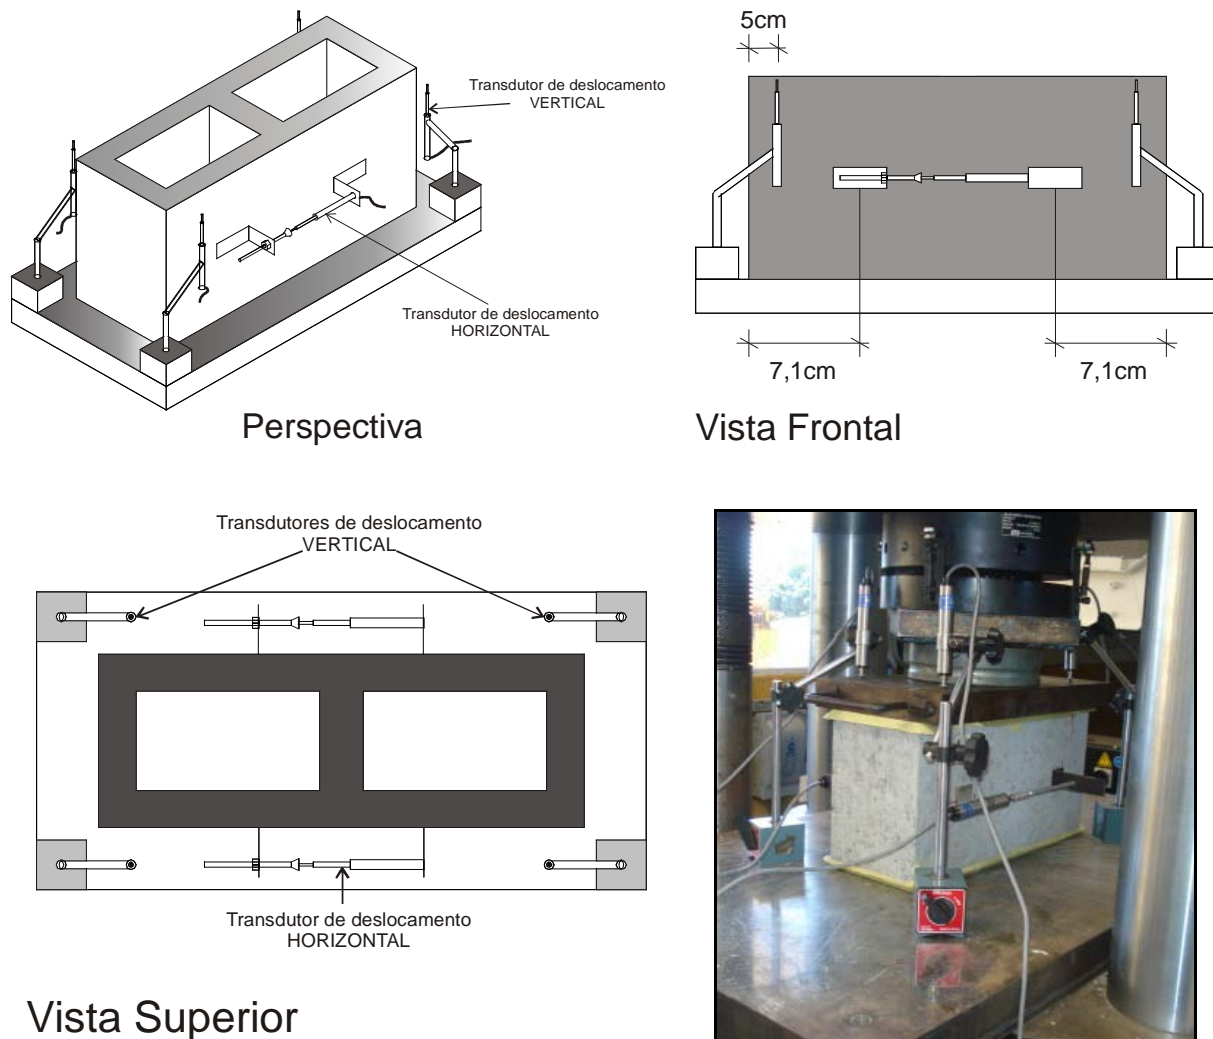 Transdutor de deslocamento
VERTICAL
Transdutor de deslocamento
HORIZONTAL
Perspectiva
5cm
7,1cm
7,1cm
Vista Frontal
Transdutores de deslocamento
VERTICAL
Transdutor de deslocamento
HORIZONTAL
Vista Superior